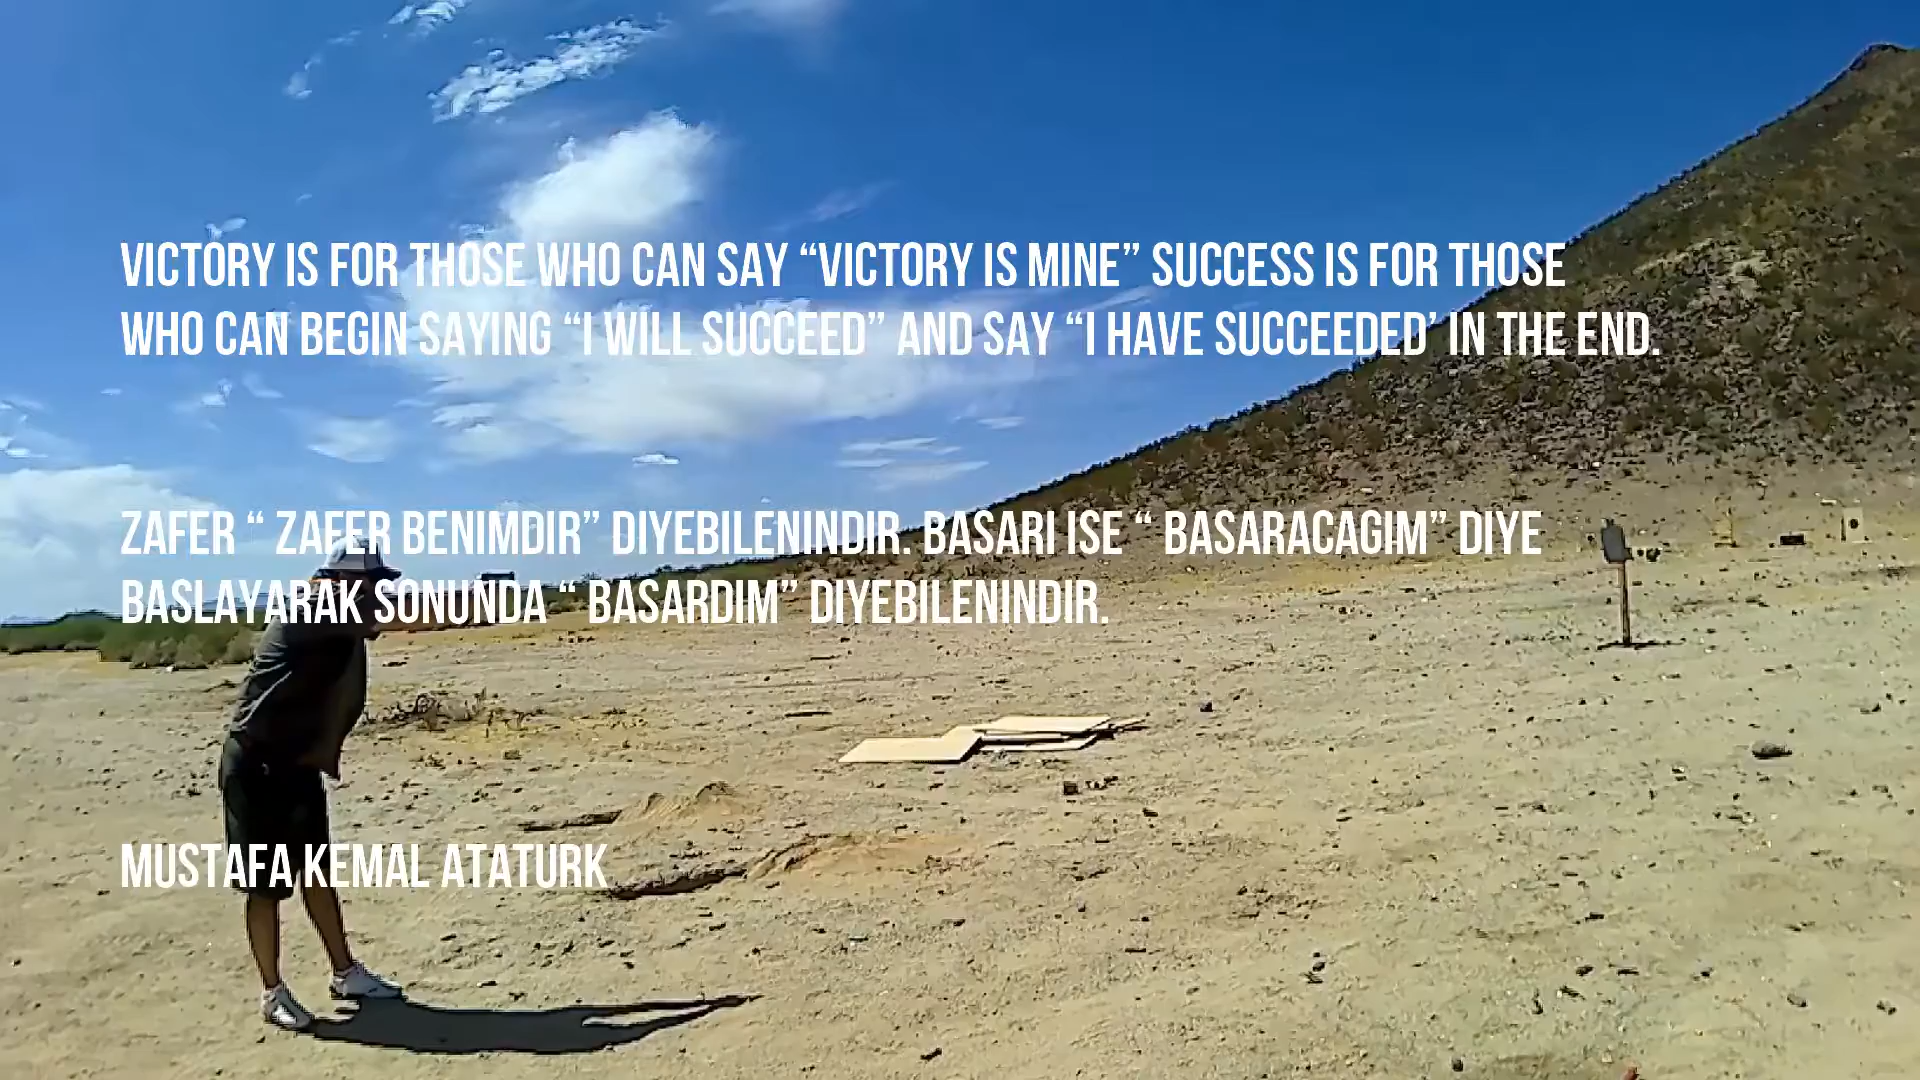 VICTORY IS FOR THOSE WHO CAN SAY “VICTORY IS MINE” SUCCESS IS FOR THOSE
WHO CAN BEGIN SAYING “I WILL SUCCEED” AND SAY “I HAVE SUCCEEDED’ IN THE END.
ZAFER “ ZAFER BENIMDIR” DIYEBILENINDIR. BASARI ISE “ BASARACAGIM” DIYE
BASLAYARAK SONUNDA “ BASARDIM” DIYEBILENINDIR.
MUSTAFA KEMAL ATATURK